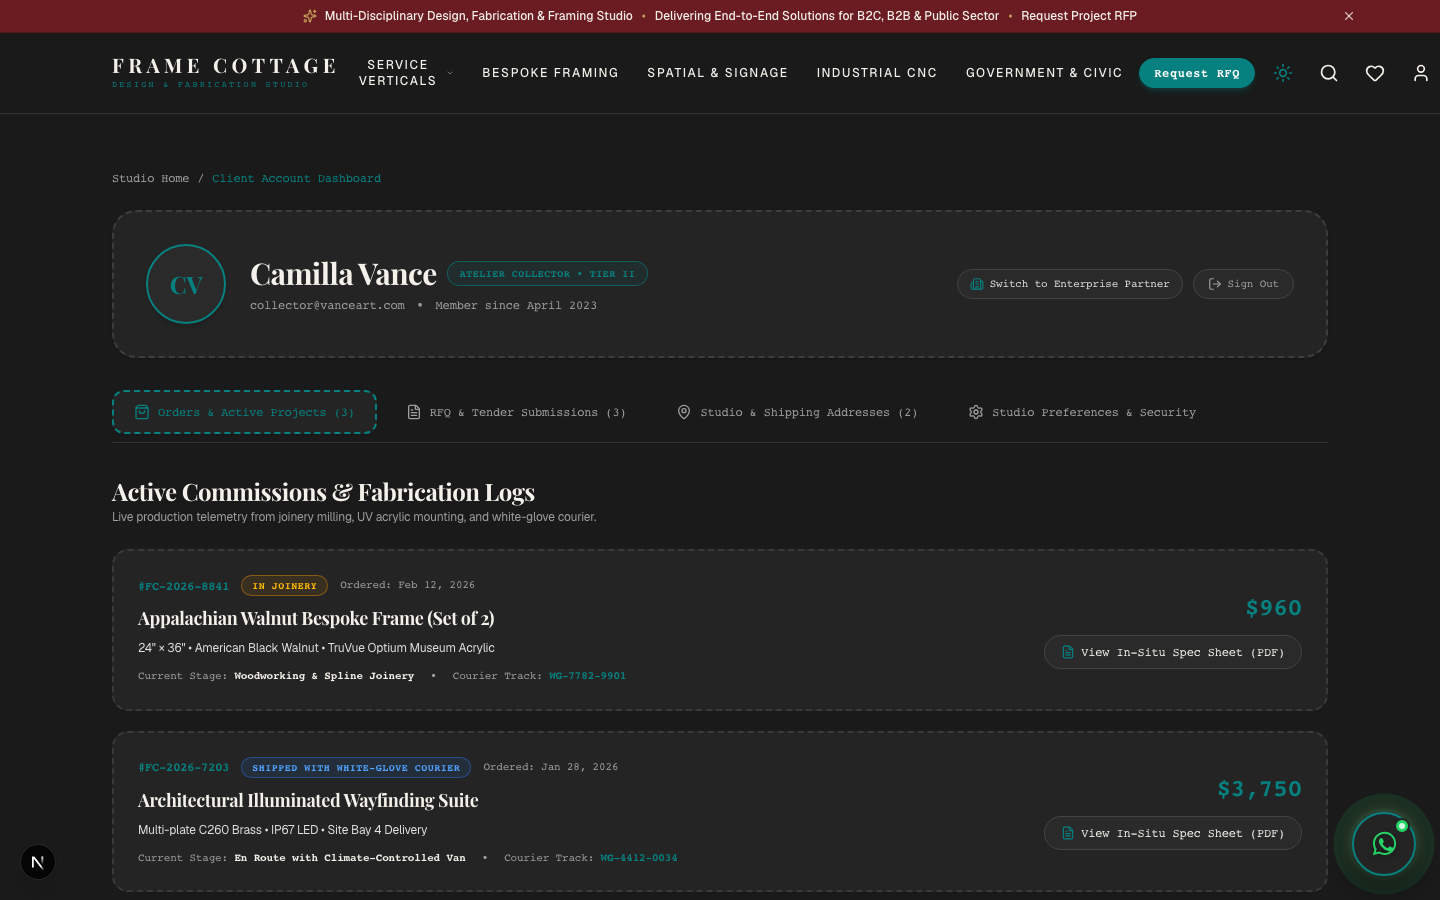 Multi-Disciplinary Design, Fabrication & Framing Studio • Delivering End-to-End Solutions for B2C, B2B & Public Sector • Request Project RFP
FRAME COTTAGE
DESIGN & FABRICATION STUDIO
SERVICE VERTICALS
BESPOKE FRAMING
SPATIAL & SIGNAGE
INDUSTRIAL CNC
GOVERNMENT & CIVIC
Request RFQ
Studio Home / Client Account Dashboard
CV
Camilla Vance
ATELIER COLLECTOR • TIER II
collector@vanceart.com • Member since April 2023
Switch to Enterprise Partner
Sign Out
Orders & Active Projects (3)
RFQ & Tender Submissions (3)
Studio & Shipping Addresses (2)
Studio Preferences & Security
Active Commissions & Fabrication Logs
Live production telemetry from joinery milling, UV acrylic mounting, and white-glove courier.
#FC-2026-8841 IN JOINERY Ordered: Feb 12, 2026
Appalachian Walnut Bespoke Frame (Set of 2)
24" × 36" • American Black Walnut • TruVue Optium Museum Acrylic
Current Stage: Woodworking & Spline Joinery • Courier Track: WG-7782-9901
$960
View In-Situ Spec Sheet (PDF)
#FC-2026-7203 SHIPPED WITH WHITE-GLOVE COURIER Ordered: Jan 28, 2026
Architectural Illuminated Wayfinding Suite
Multi-plate C260 Brass • IP67 LED • Site Bay 4 Delivery
Current Stage: En Route with Climate-Controlled Van • Courier Track: WG-4412-0034
$3,750
View In-Situ Spec Sheet (PDF)
N